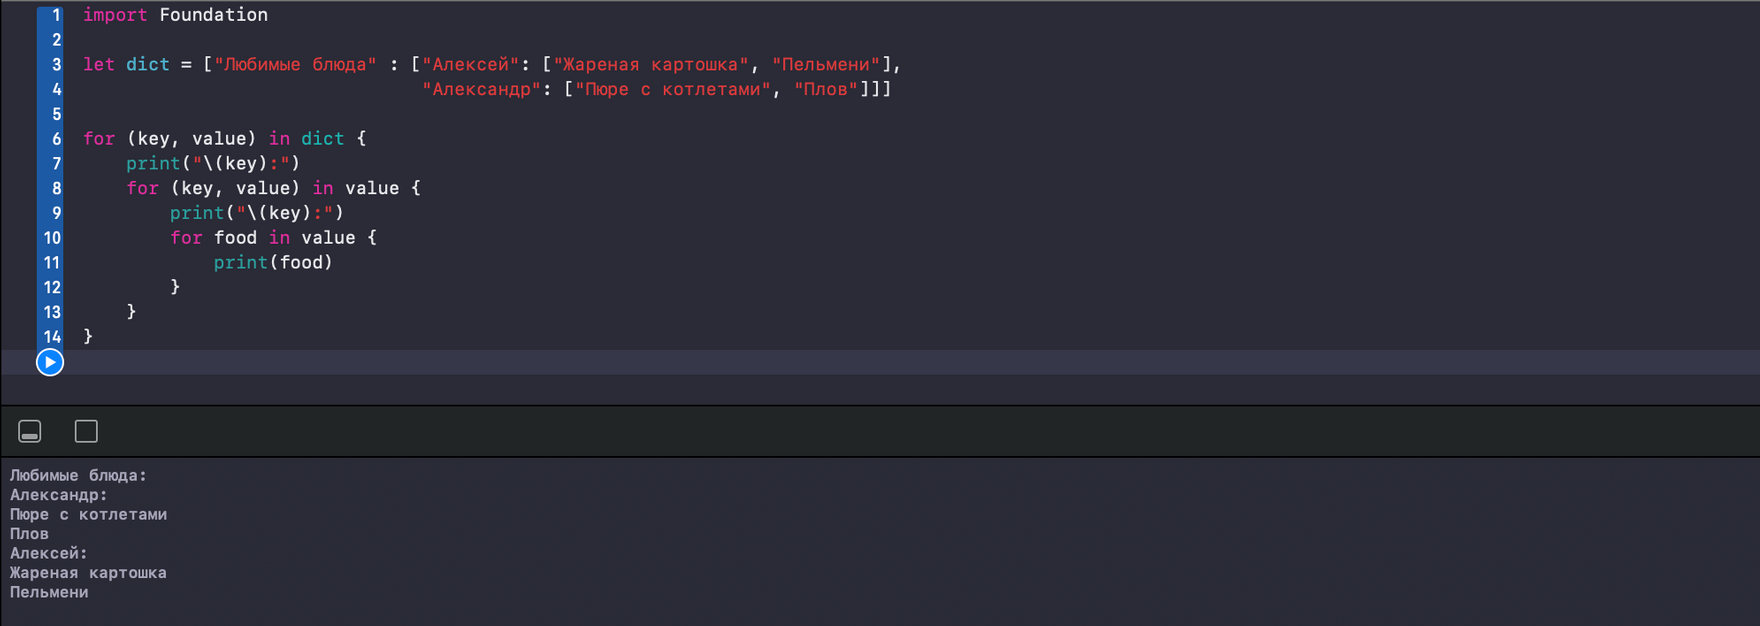 1 import Foundation
2
3 let dict = ["Любимые блюда" : ["Алексей": ["Жареная картошка", "Пельмени"],
4                                "Александр": ["Пюре с котлетами", "Плов"]]]
5
6 for (key, value) in dict {
7     print("\(key):")
8     for (key, value) in value {
9         print("\(key):")
10         for food in value {
11             print(food)
12         }
13     }
14 }
Любимые блюда:
Александр:
Пюре с котлетами
Плов
Алексей:
Жареная картошка
Пельмени